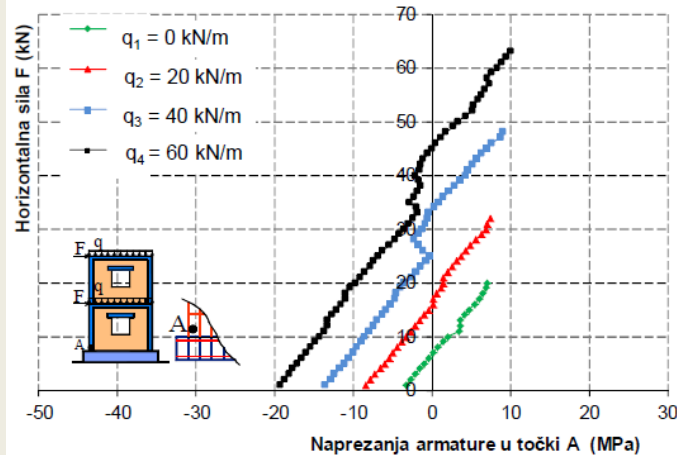 Horizontalna sila F (kN)
q1 = 0 kN/m
q2 = 20 kN/m
q3 = 40 kN/m
q4 = 60 kN/m
70
60
50
40
30
20
10
0
q
F
q
F
A
A
-50 -40 -30 -20 -10 0 10 20 30
Naprezanja armature u točki A (MPa)